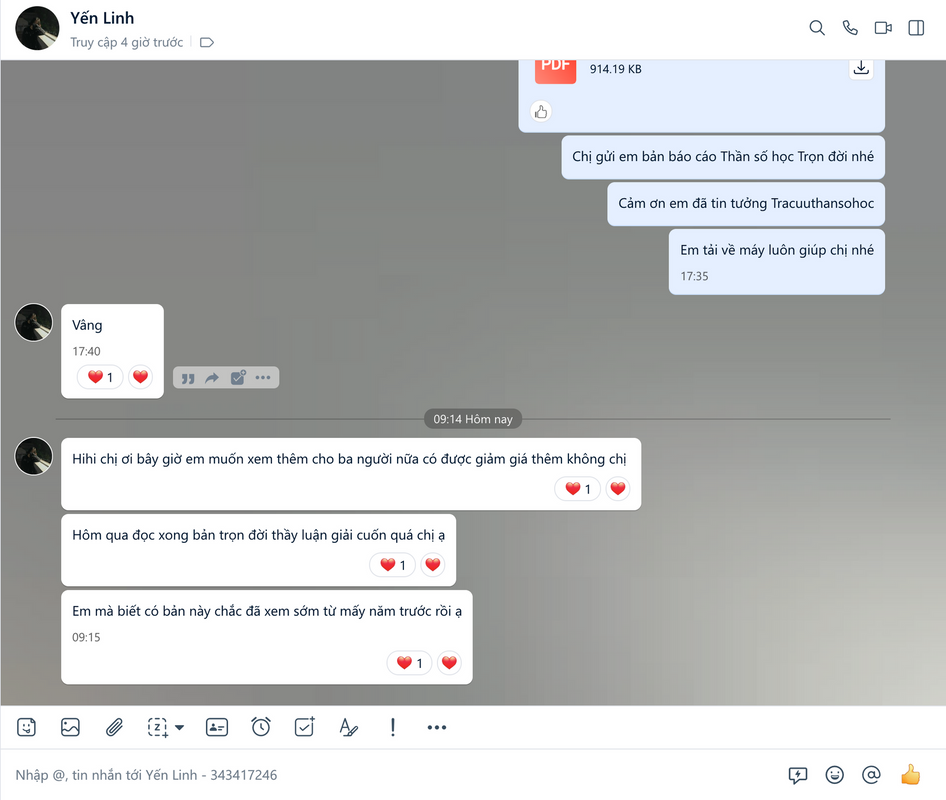 Yến Linh
Truy cập 4 giờ trước
PDF
914.19 KB
Chị gửi em bản báo cáo Thần số học Trọn đời nhé
Cảm ơn em đã tin tưởng Tracuuthansohoc
Em tải về máy luôn giúp chị nhé
17:35
Vâng
17:40
1
09:14 Hôm nay
Hihi chị ơi bây giờ em muốn xem thêm cho ba người nữa có được giảm giá thêm không chị
1
Hôm qua đọc xong bản trọn đời thầy luận giải cuốn quá chị ạ
1
Em mà biết có bản này chắc đã xem sớm từ mấy năm trước rồi ạ
09:15
1
Nhập @, tin nhắn tới Yến Linh - 343417246